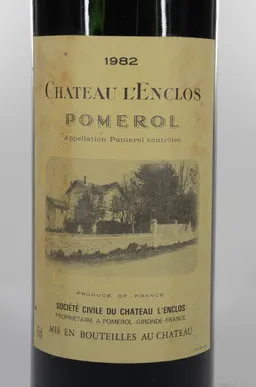 1982
CHATEAU L'ENCLOS
POMEROL
Appellation Pomerol contrôlée
PRODUCE OF FRANCE
SOCIÉTÉ CIVILE DU CHATEAU L'ENCLOS
PROPRIETAIRE A POMEROL GIRONDE-FRANCE
MIS EN BOUTEILLES AU CHATEAU